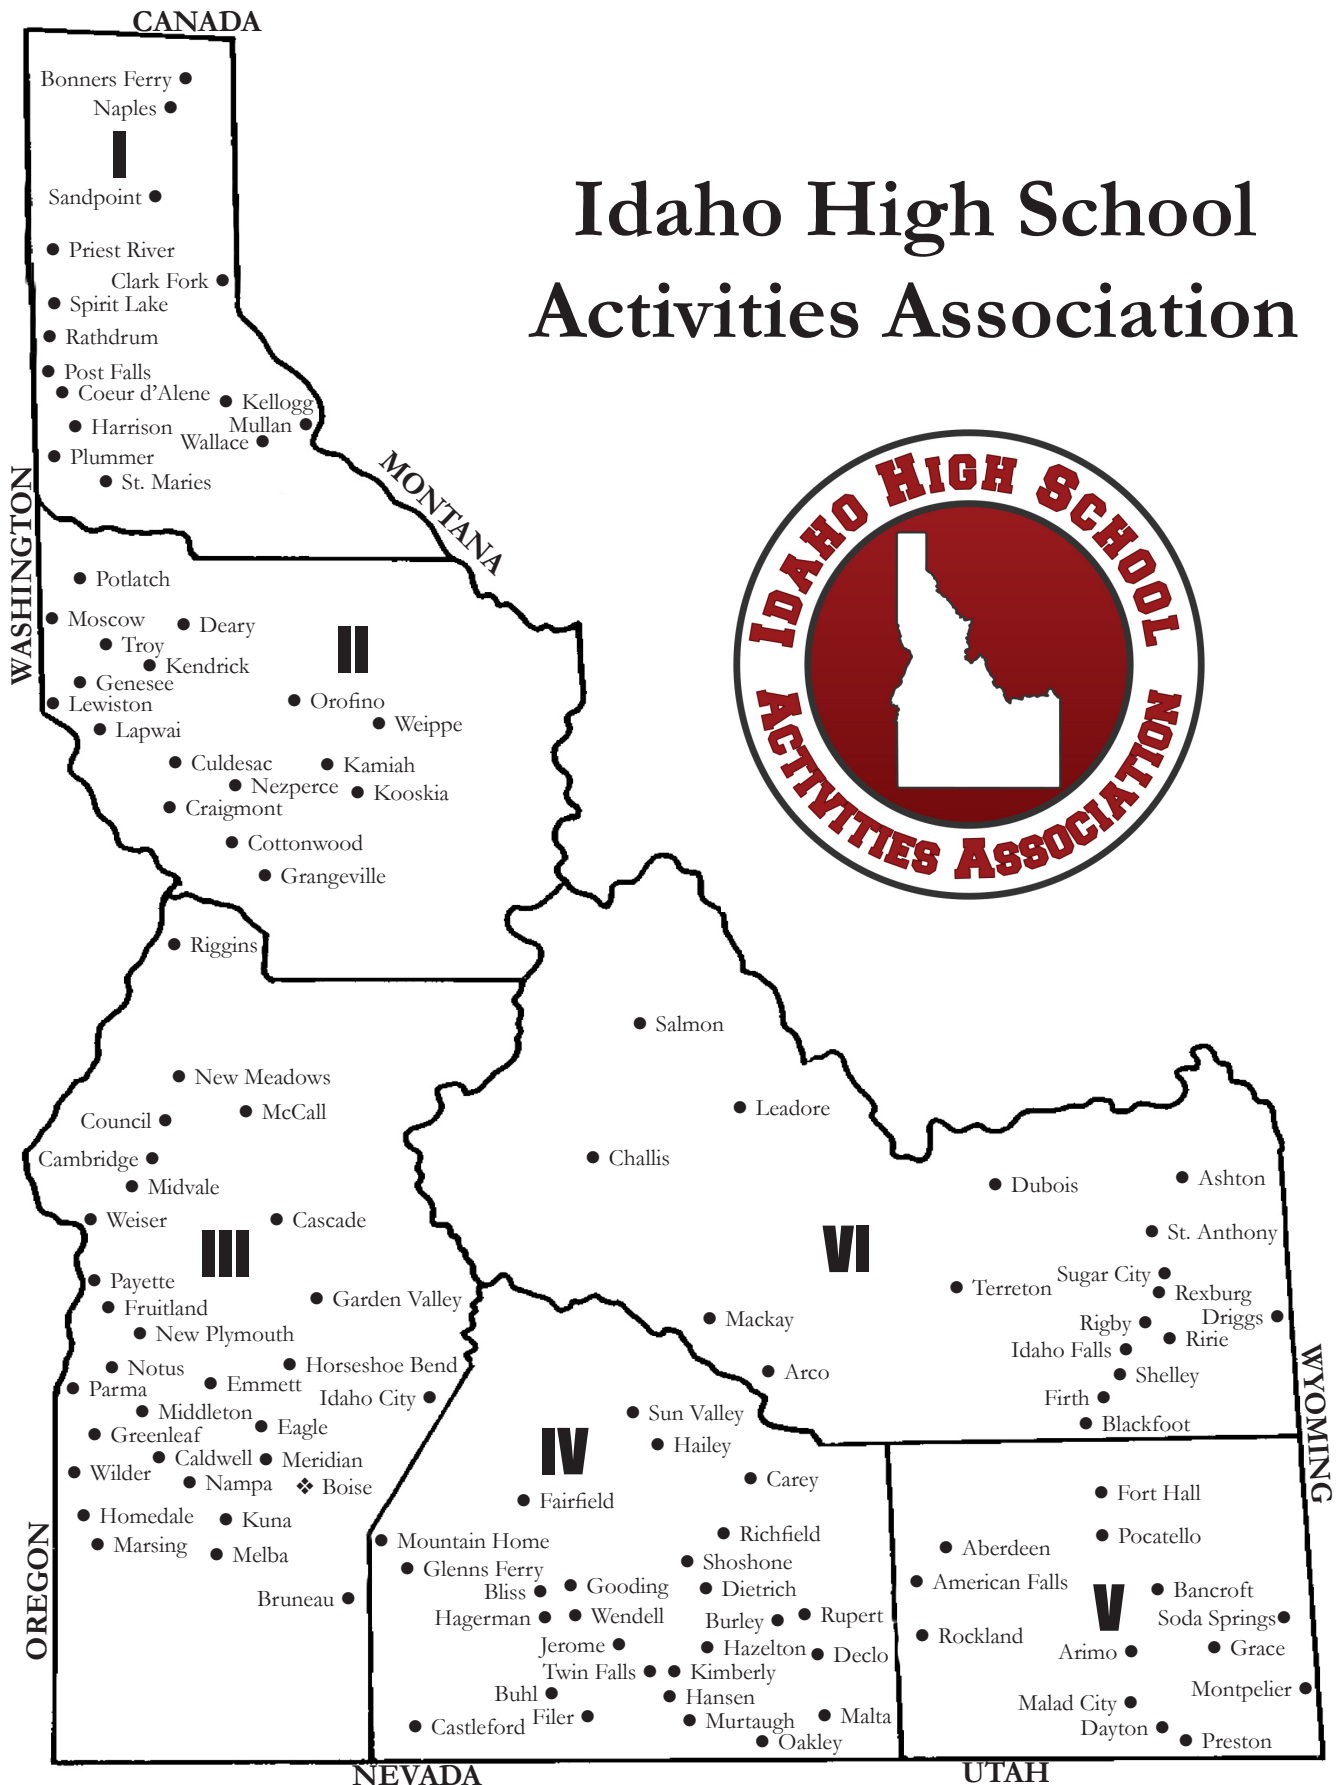 CANADA
Bonners Ferry
Naples
I
Sandpoint
Priest River
Clark Fork
Spirit Lake
Rathdrum
Post Falls
Coeur d'Alene
Kellogg
Harrison
Mullan
Wallace
Plummer
St. Maries
Idaho High School
Activities Association
IDAHO HIGH SCHOOL
ACTIVITIES ASSOCIATION
WASHINGTON
MONTANA
Potlatch
Moscow
Deary
Troy
II
Kendrick
Genesee
Lewiston
Orofino
Weippe
Lapwai
Culdesac
Kamiah
Nezperce
Kooskia
Craigmont
Cottonwood
Grangeville
Riggins
New Meadows
McCall
Council
Cambridge
Midvale
Weiser
Cascade
III
Payette
Garden Valley
Fruitland
New Plymouth
Horseshoe Bend
Notus
Emmett
Parma
Idaho City
Middleton
Eagle
Greenleaf
Caldwell
Meridian
Wilder
Nampa
Boise
Homedale
Kuna
Marsing
Melba
Bruneau
OREGON
Salmon
Leadore
Challis
Dubois
Ashton
St. Anthony
VI
Sugar City
Terreton
Rexburg
Mackay
Rigby
Driggs
Ririe
Idaho Falls
Arco
Shelley
Firth
Blackfoot
WYOMING
Sun Valley
Hailey
IV
Carey
Fairfield
Richfield
Mountain Home
Shoshone
Glenns Ferry
Gooding
Dietrich
Bliss
Hagerman
Wendell
Burley
Rupert
Jerome
Hazelton
Declo
Twin Falls
Kimberly
Buhl
Hansen
Filer
Murtaugh
Malta
Castleford
Oakley
Fort Hall
Pocatello
Aberdeen
American Falls
Bancroft
V
Soda Springs
Rockland
Arimo
Grace
Montpelier
Malad City
Dayton
Preston
NEVADA
UTAH